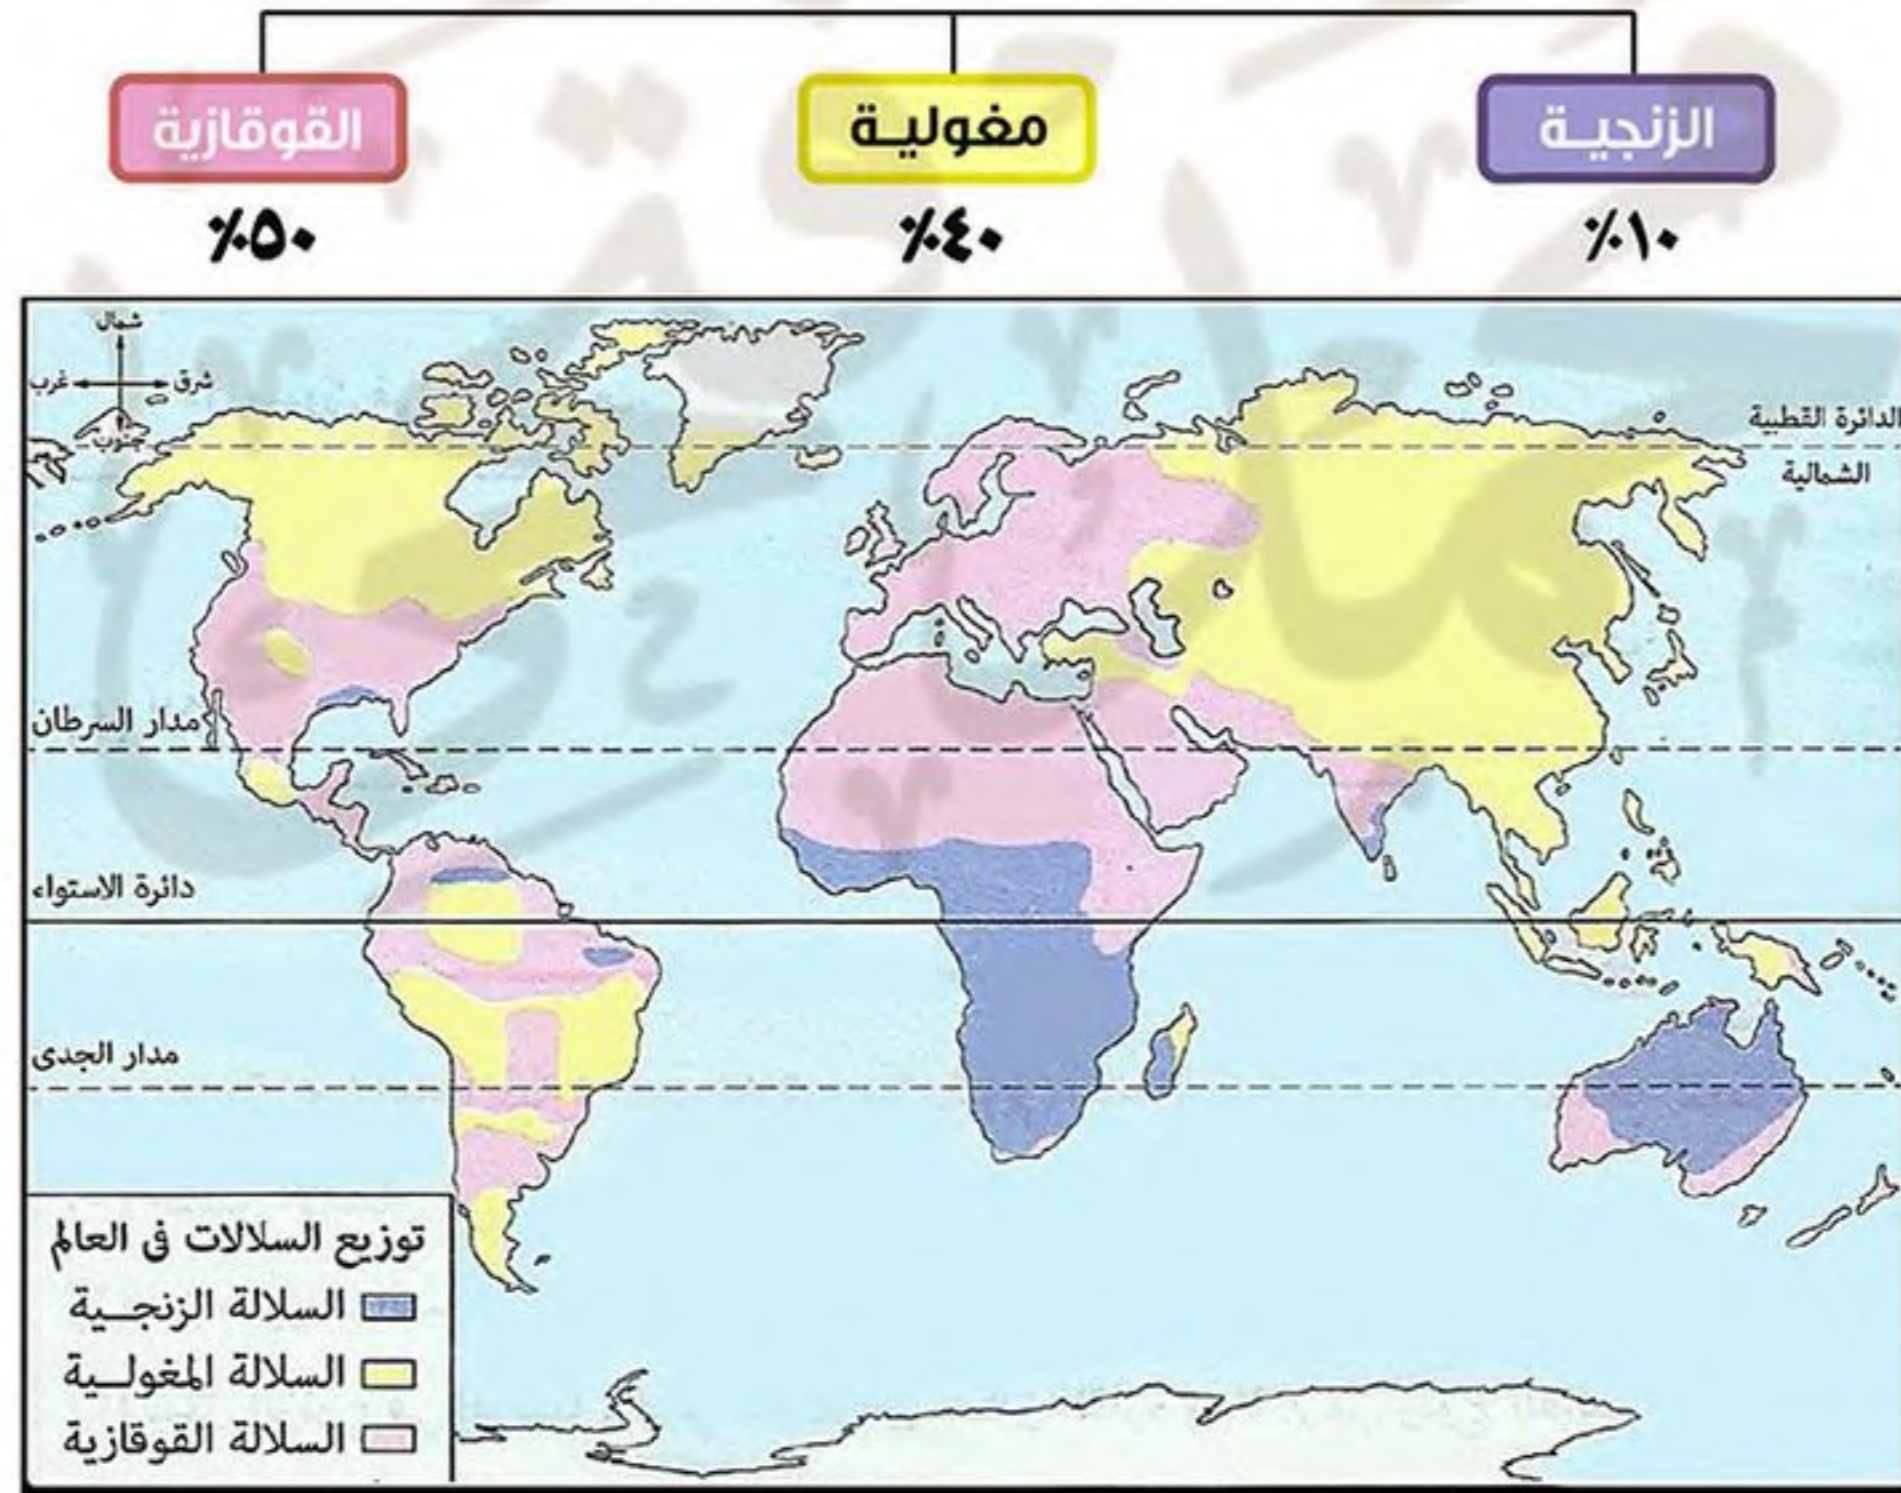 الزنجية
مغولية
القوقازية
١٠٪
٤٠٪
٥٠٪
شمال
شرق
غرب
جنوب
الدائرة القطبية
الشمالية
مدار السرطان
دائرة الاستواء
مدار الجدى
توزيع السلالات فى العالم
السلالة الزنجية
السلالة المغولية
السلالة القوقازية